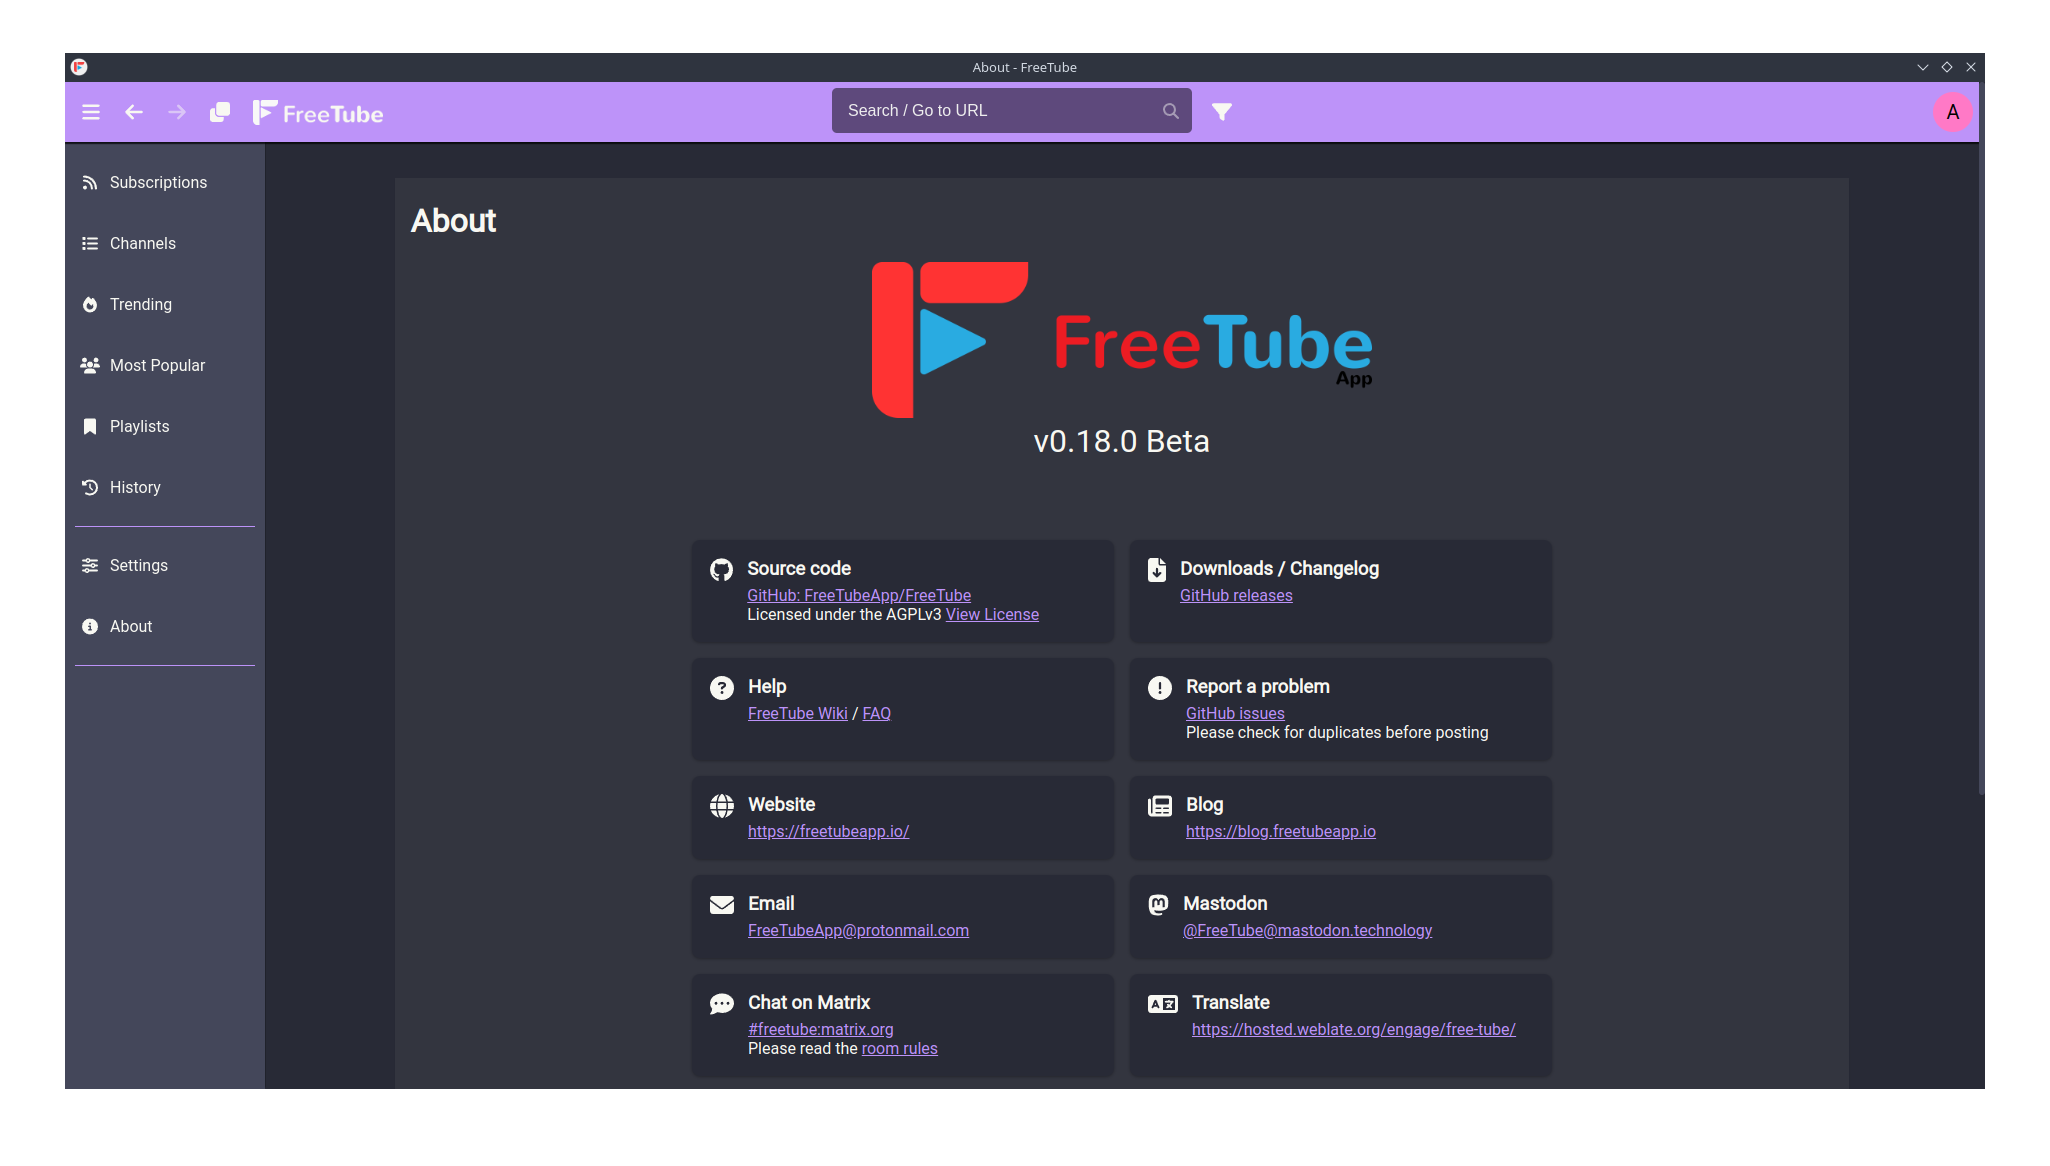 About - FreeTube
FreeTube
Search / Go to URL
A
Subscriptions
Channels
Trending
Most Popular
Playlists
History
Settings
About
About
FreeTube
App
v0.18.0 Beta
Source code
GitHub: FreeTubeApp/FreeTube
Licensed under the AGPLv3 View License
Downloads / Changelog
GitHub releases
Help
FreeTube Wiki / FAQ
Report a problem
GitHub issues
Please check for duplicates before posting
Website
https://freetubeapp.io/
Blog
https://blog.freetubeapp.io
Email
FreeTubeApp@protonmail.com
Mastodon
@FreeTube@mastodon.technology
Chat on Matrix
#freetube:matrix.org
Please read the room rules
Translate
https://hosted.weblate.org/engage/free-tube/